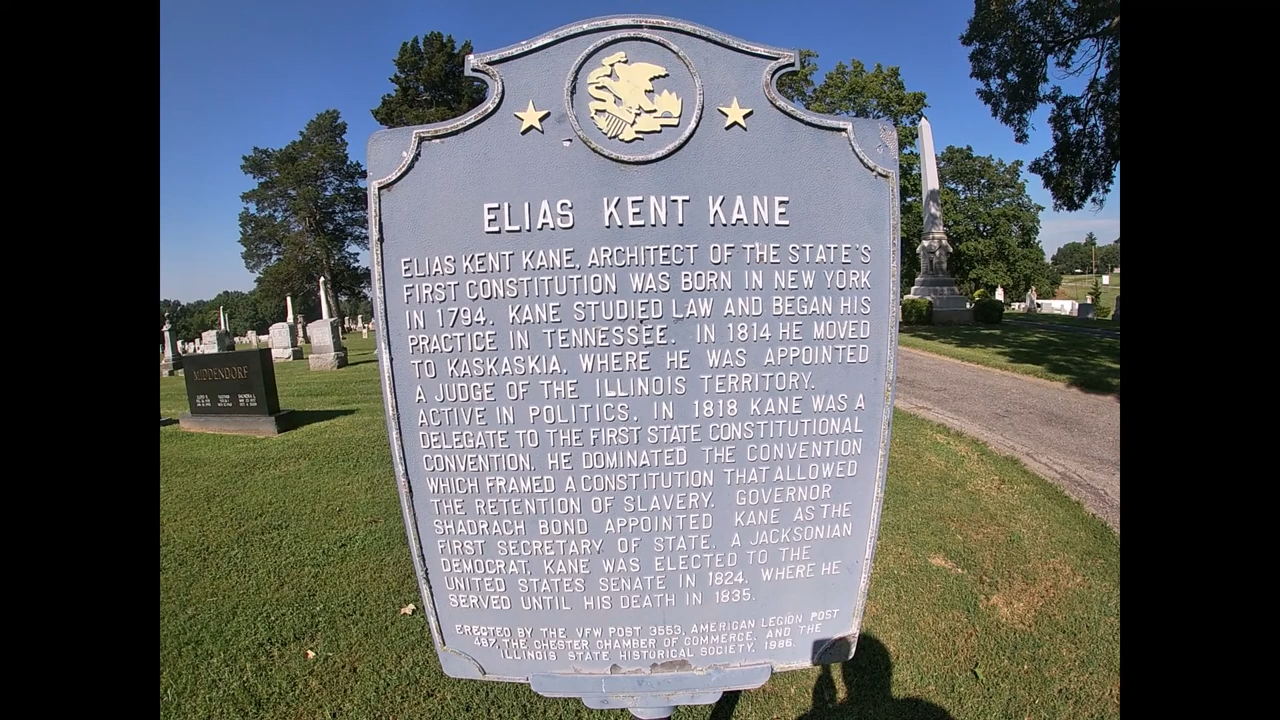 ELIAS KENT KANE
ELIAS KENT KANE, ARCHITECT OF THE STATE'S
FIRST CONSTITUTION WAS BORN IN NEW YORK
IN 1794. KANE STUDIED LAW AND BEGAN HIS
PRACTICE IN TENNESSEE. IN 1814 HE MOVED
TO KASKASKIA, WHERE HE WAS APPOINTED
A JUDGE OF THE ILLINOIS TERRITORY.
ACTIVE IN POLITICS, IN 1818 KANE WAS A
DELEGATE TO THE FIRST STATE CONSTITUTIONAL
CONVENTION. HE DOMINATED THE CONVENTION
WHICH FRAMED A CONSTITUTION THAT ALLOWED
THE RETENTION OF SLAVERY. GOVERNOR
SHADRACH BOND APPOINTED KANE AS THE
FIRST SECRETARY OF STATE. A JACKSONIAN
DEMOCRAT, KANE WAS ELECTED TO THE
UNITED STATES SENATE IN 1824, WHERE HE
SERVED UNTIL HIS DEATH IN 1835.
ERECTED BY THE VFW POST 3553, AMERICAN LEGION POST
487, THE CHESTER CHAMBER OF COMMERCE, AND THE
ILLINOIS STATE HISTORICAL SOCIETY, 1986.
MIDDENDORF